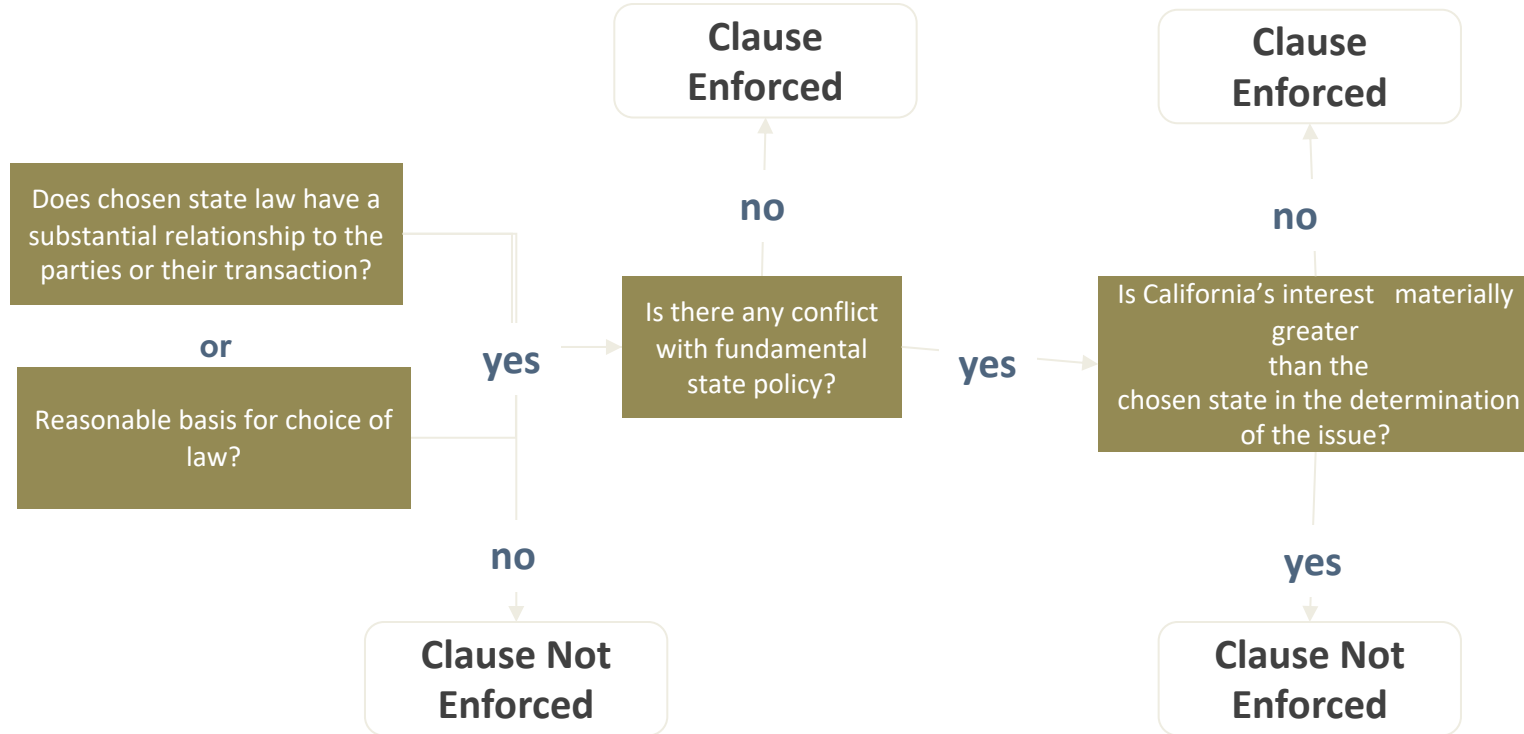 Clause
Enforced
Clause
Enforced
no
no
Does chosen state law have a
substantial relationship to the
parties or their transaction?
or
Reasonable basis for choice of
law?
yes
Is there any conflict
with fundamental
state policy?
yes
Is California’s interest materially
greater
than the
chosen state in the determination
of the issue?
no
yes
Clause Not
Enforced
Clause Not
Enforced